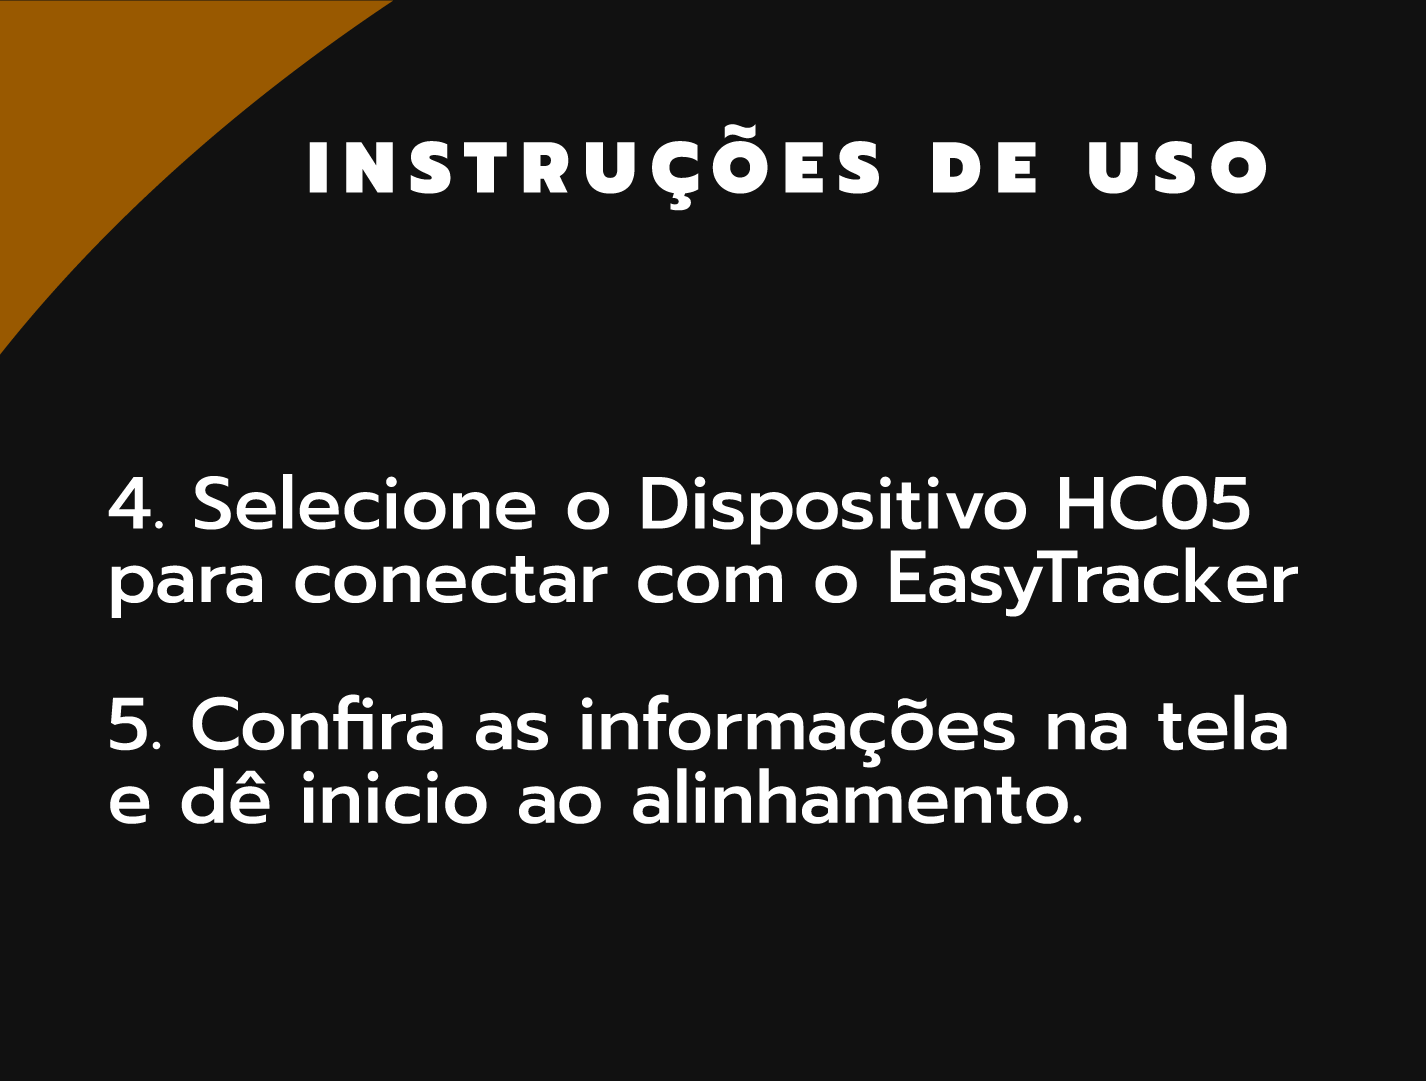 INSTRUÇÕES DE USO
4. Selecione o Dispositivo HC05
para conectar com o EasyTracker
5. Confira as informações na tela
e dê inicio ao alinhamento.